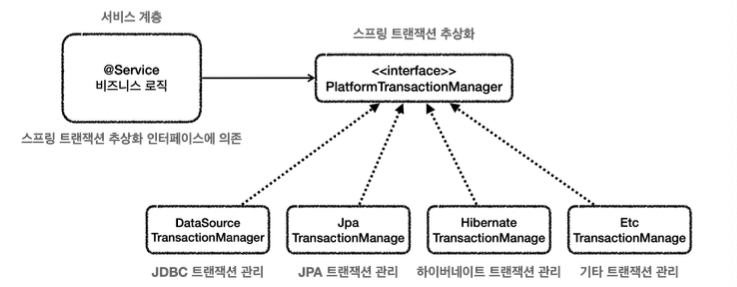 서비스 계층
스프링 트랜잭션 추상화
@Service
비즈니스 로직
<<interface>>
PlatformTransactionManager
스프링 트랜잭션 추상화 인터페이스에 의존
DataSource
TransactionManager
Jpa
TransactionManage
Hibernate
TransactionManage
Etc
TransactionManage
JDBC 트랜잭션 관리
JPA 트랜잭션 관리
하이버네이트 트랜잭션 관리
기타 트랜잭션 관리